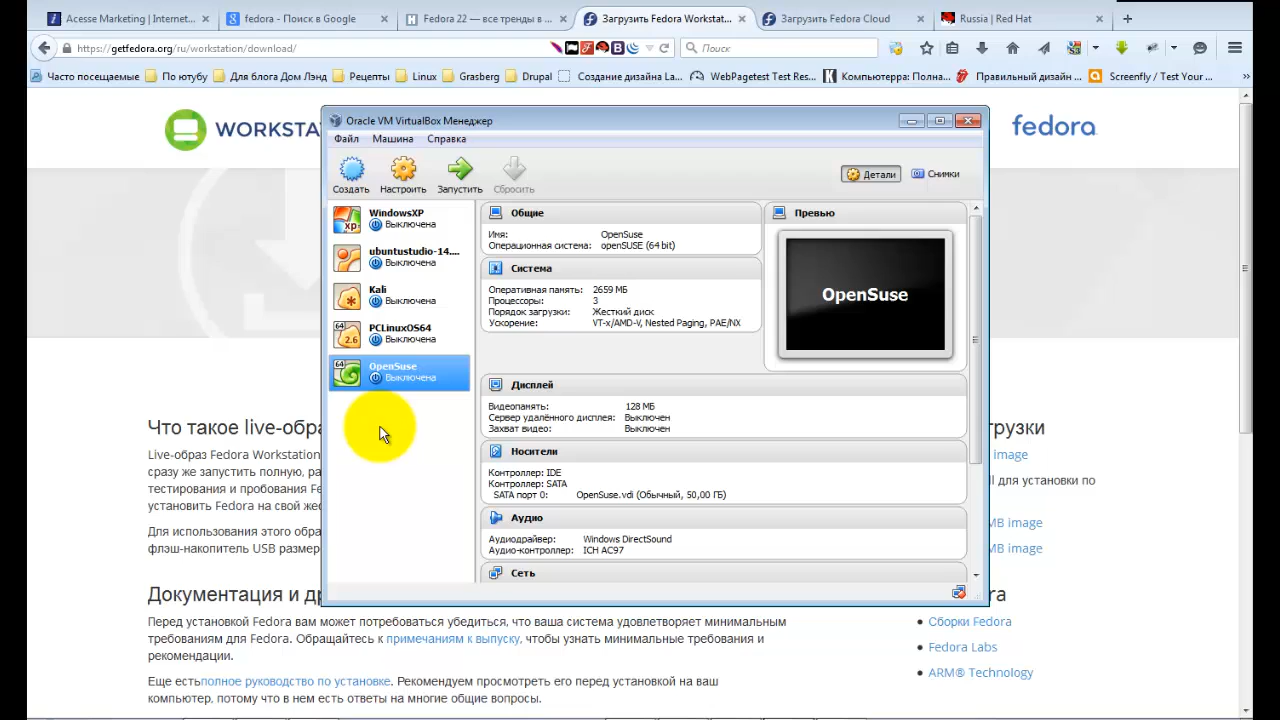 Acesse Marketing | Internet...
fedora - Поиск в Google
Fedora 22 — все тренды в ...
Загрузить Fedora Workstat...
Загрузить Fedora Cloud
Russia | Red Hat
https://getfedora.org/ru/workstation/download/
Поиск
Часто посещаемые
По ютубу
Для блога Дом Лэнд
Рецепты
Linux
Grasberg
Drupal
Создание дизайна La...
WebPagetest Test Res...
Компьютерра: Полна...
Правильный дизайн ...
Screenfly / Test Your ...
WORKSTA
fedora
Oracle VM VirtualBox Менеджер
Файл Машина Справка
Создать Настроить Запустить Сбросить
Детали Снимки
WindowsXP
Выключена
ubuntustudio-14....
Выключена
Kali
Выключена
64
2.6
PCLinuxOS64
Выключена
64
OpenSuse
Выключена
Общие
Имя: OpenSuse
Операционная система: openSUSE (64 bit)
Система
Оперативная память: 2659 МБ
Процессоры: 3
Порядок загрузки: Жесткий диск
Ускорение: VT-x/AMD-V, Nested Paging, PAE/NX
Превью
OpenSuse
Дисплей
Видеопамять: 128 МБ
Сервер удалённого дисплея: Выключен
Захват видео: Выключен
Носители
Контроллер: IDE
Контроллер: SATA
SATA порт 0: OpenSuse.vdi (Обычный, 50,00 ГБ)
Аудио
Аудиодрайвер: Windows DirectSound
Аудио-контроллер: ICH AC97
Сеть
Что такое live-обра
Live-образ Fedora Workstation
сразу же запустить полную, ра
тестирования и пробования Fe
установить Fedora на свой жес
Для использования этого обра
флэш-накопитель USB размер
Документация и др
Перед установкой Fedora вам может потребоваться убедиться, что ваша система удовлетворяет минимальным
требованиям для Fedora. Обращайтесь к примечаниям к выпуску, чтобы узнать минимальные требования и
рекомендации.
Еще естьполное руководство по установке. Рекомендуем просмотреть его перед установкой на ваш
компьютер, потому что в нем есть ответы на многие общие вопросы.
грузки
image
ll для установки по
MB image
MB image
ra
Сборки Fedora
Fedora Labs
ARM® Technology